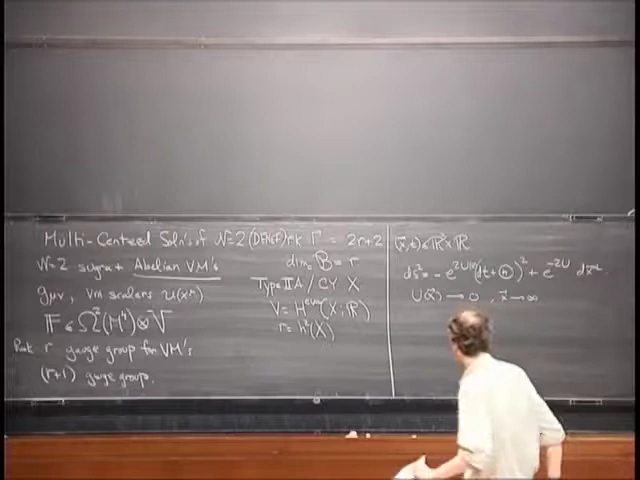 Multi-Centered Soln's of N=2 (DENEF)
N=2 sugra + Abelian VM's
gμν, VM scalars u(x^μ)
F ∈ Ω²(M⁴)⊗V
Rank r gauge group for VM's
(r+1) gauge group.
rk Γ = 2r+2
dim_C B = r
Type IIA / CY X
V = H^even(X;R)
r = h²(X)
(x⃗,t) ∈ R³×R
ds² = -e^{2U(x)}(dt+Θ)² + e^{-2U} dx⃗²
U(x⃗) → 0, x⃗→∞